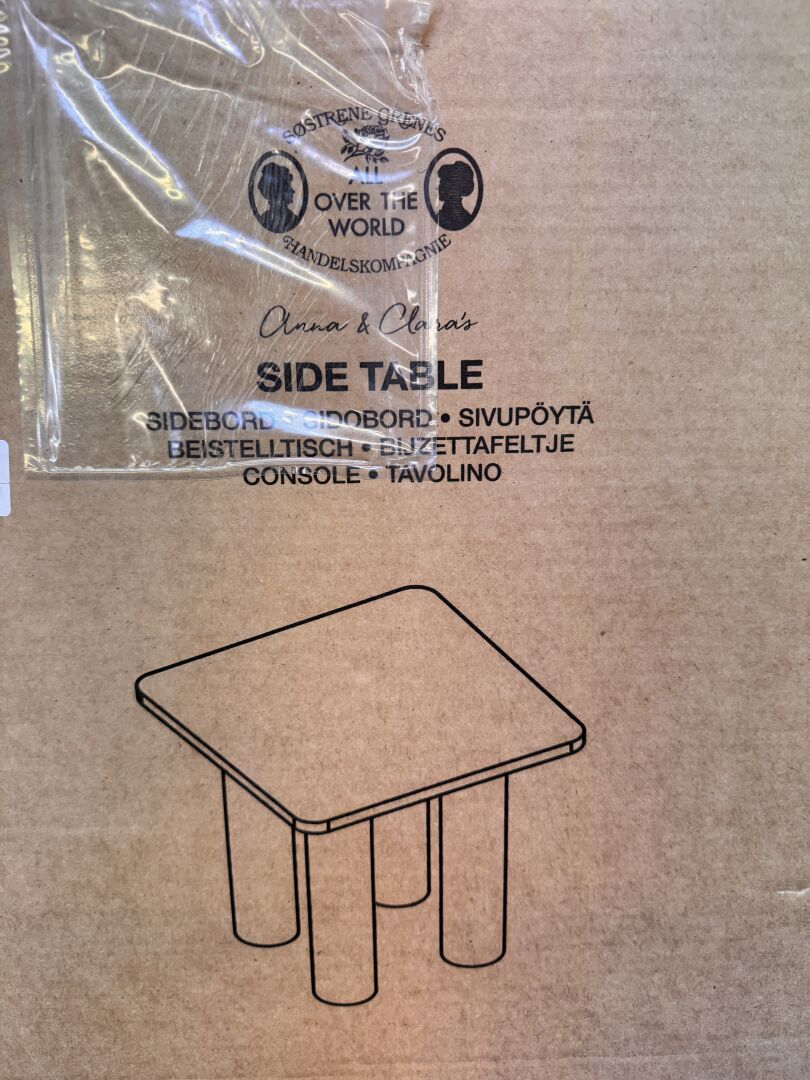 SØSTRENE GRENES
ALL
OVER THE
WORLD
HANDELSKOMPAGNIE
Anna & Clara's
SIDE TABLE
SIDEBORD • SIDOBORD • SIVUPÖYTÄ
BEISTELLTISCH • BIJZETTAFELTJE
CONSOLE • TAVOLINO